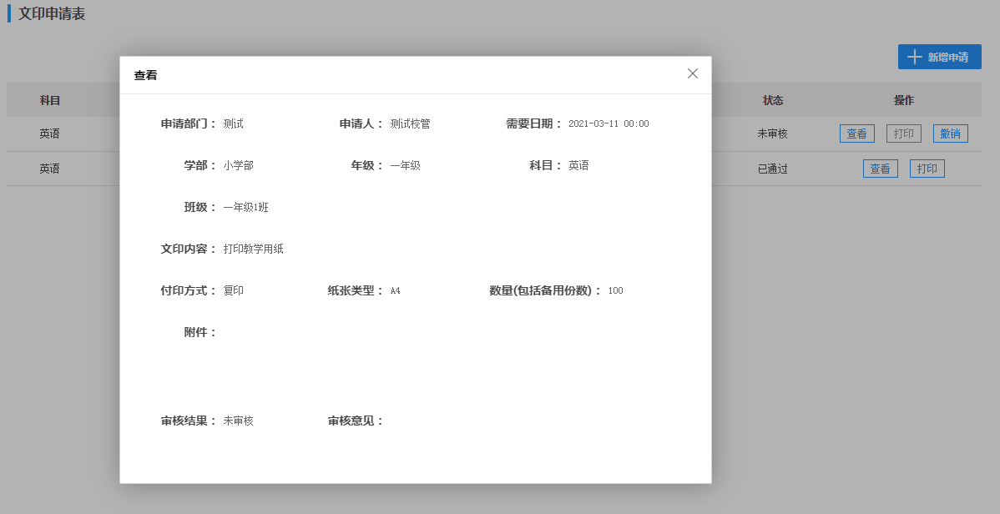 文印申请表
新增申请
查看
科目 状态 操作
申请部门： 测试 申请人： 测试校管 需要日期： 2021-03-11 00:00
英语 未审核 查看 打印 撤销
学部： 小学部 年级： 一年级 科目： 英语
英语 已通过 查看 打印
班级： 一年级1班
文印内容： 打印教学用纸
付印方式： 复印 纸张类型： A4 数量(包括备用份数)： 100
附件：
审核结果： 未审核 审核意见：